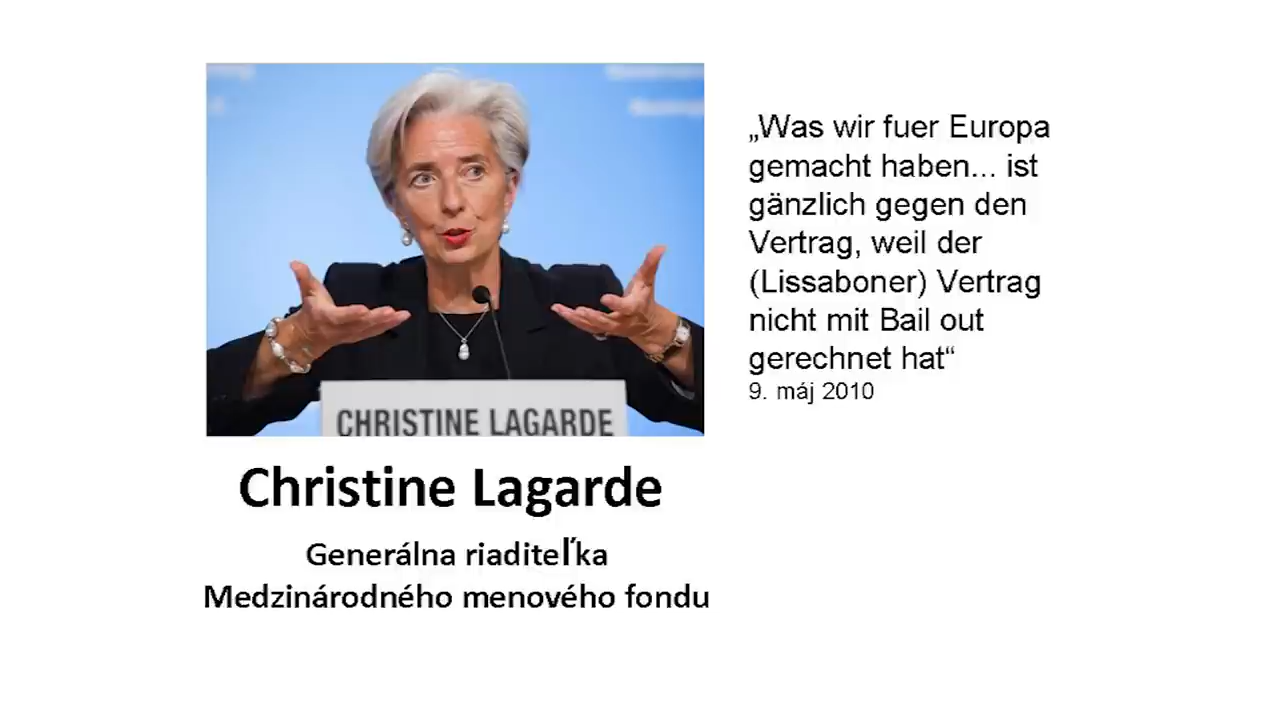 „Was wir fuer Europa
gemacht haben... ist
gänzlich gegen den
Vertrag, weil der
(Lissaboner) Vertrag
nicht mit Bail out
gerechnet hat“
9. máj 2010
CHRISTINE LAGARDE
Christine Lagarde
Generálna riaditeľka
Medzinárodného menového fondu